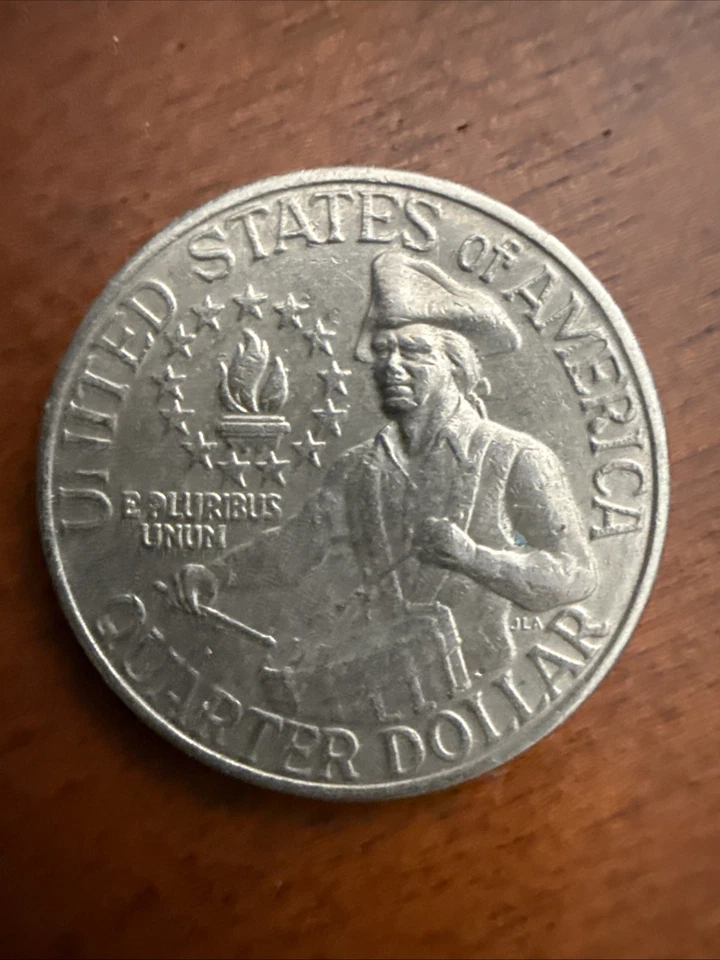 UNITED STATES OF AMERICA
E PLURIBUS
UNUM
JLA
QUARTER DOLLAR